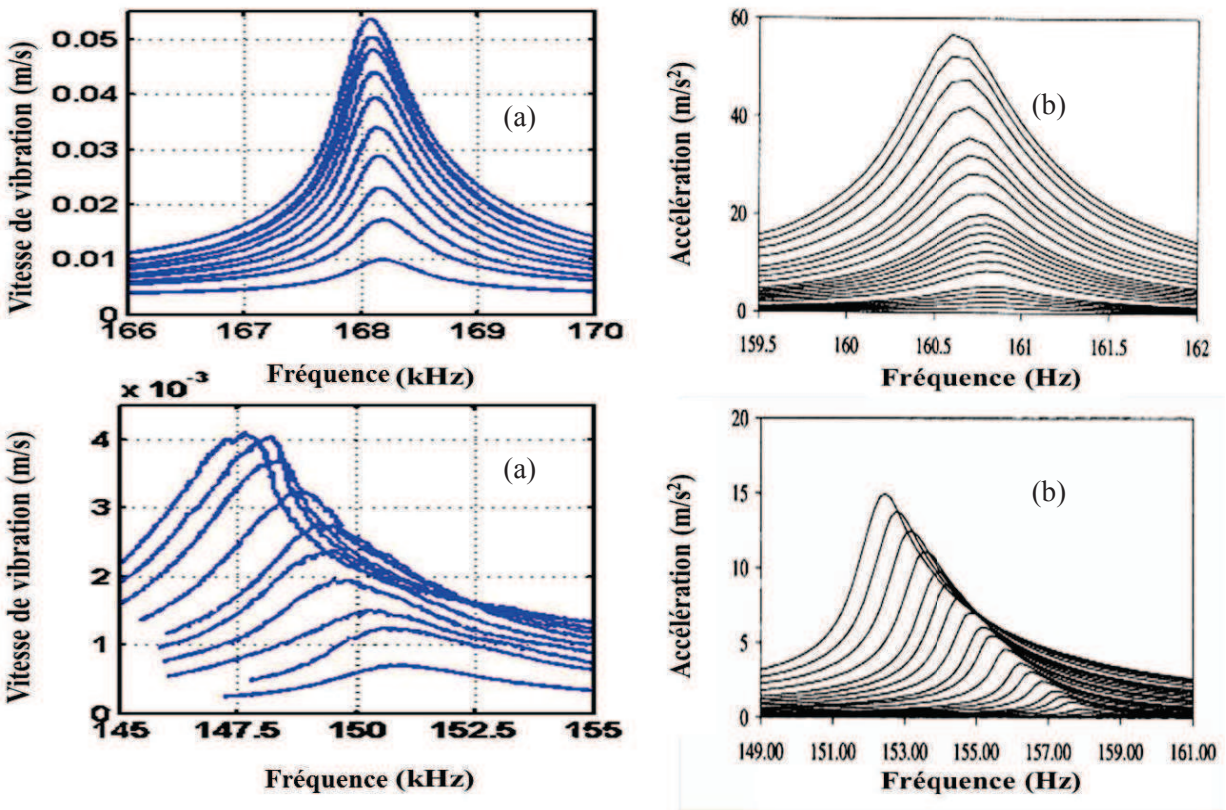 Vitesse de vibration (m/s)
0.05
0.04
0.03
0.02
0.01
0
(a)
166 167 168 169 170
Fréquence (kHz)
Accélération (m/s²)
60
40
20
0
(b)
159.5 160 160.5 161 161.5 162
Fréquence (Hz)
Vitesse de vibration (m/s)
x 10⁻³
4
3
2
1
0
(a)
145 147.5 150 152.5 155
Fréquence (kHz)
Accélération (m/s²)
20
15
10
5
0
(b)
149.00 151.00 153.00 155.00 157.00 159.00 161.00
Fréquence (Hz)